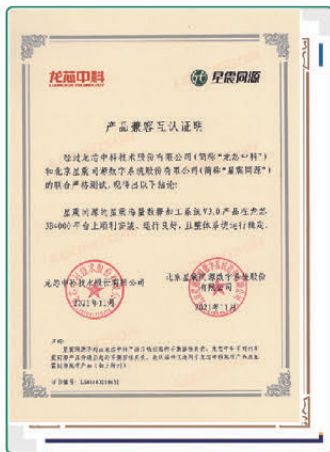 龙芯中科
星震同源
产品兼容互认证明
经过龙芯中科技术股份有限公司(简称“龙芯中科”)
和北京星震同源数字系统股份有限公司(简称“星震同源”)
的联合严格测试,现得出以下结论:
星震同源的星震海量数据加工系统V3.0产品在龙芯
3B4000平台上顺利安装、运行良好,且整体系统运行稳定。
龙芯中科技术股份有限公司
北京星震同源数字系统股份
有限公司
2021年11月
2021年11月
声明: